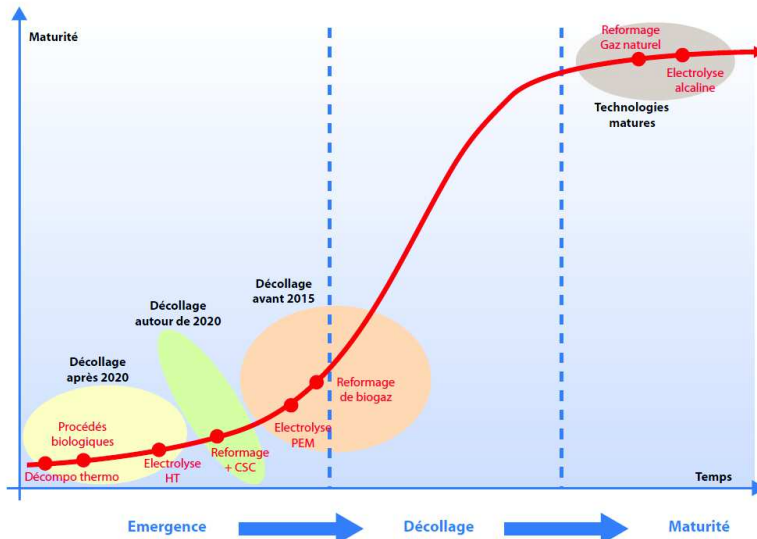 Maturité
Reformage
Gaz naturel
Electrolyse
alcaline
Technologies
matures
Décollage
avant 2015
Décollage
autour de 2020
Décollage
après 2020
Reformage
de biogaz
Procédés
biologiques
Electrolyse
PEM
Reformage
+ CSC
Electrolyse
HT
Décompo thermo
Temps
Emergence
Décollage
Maturité